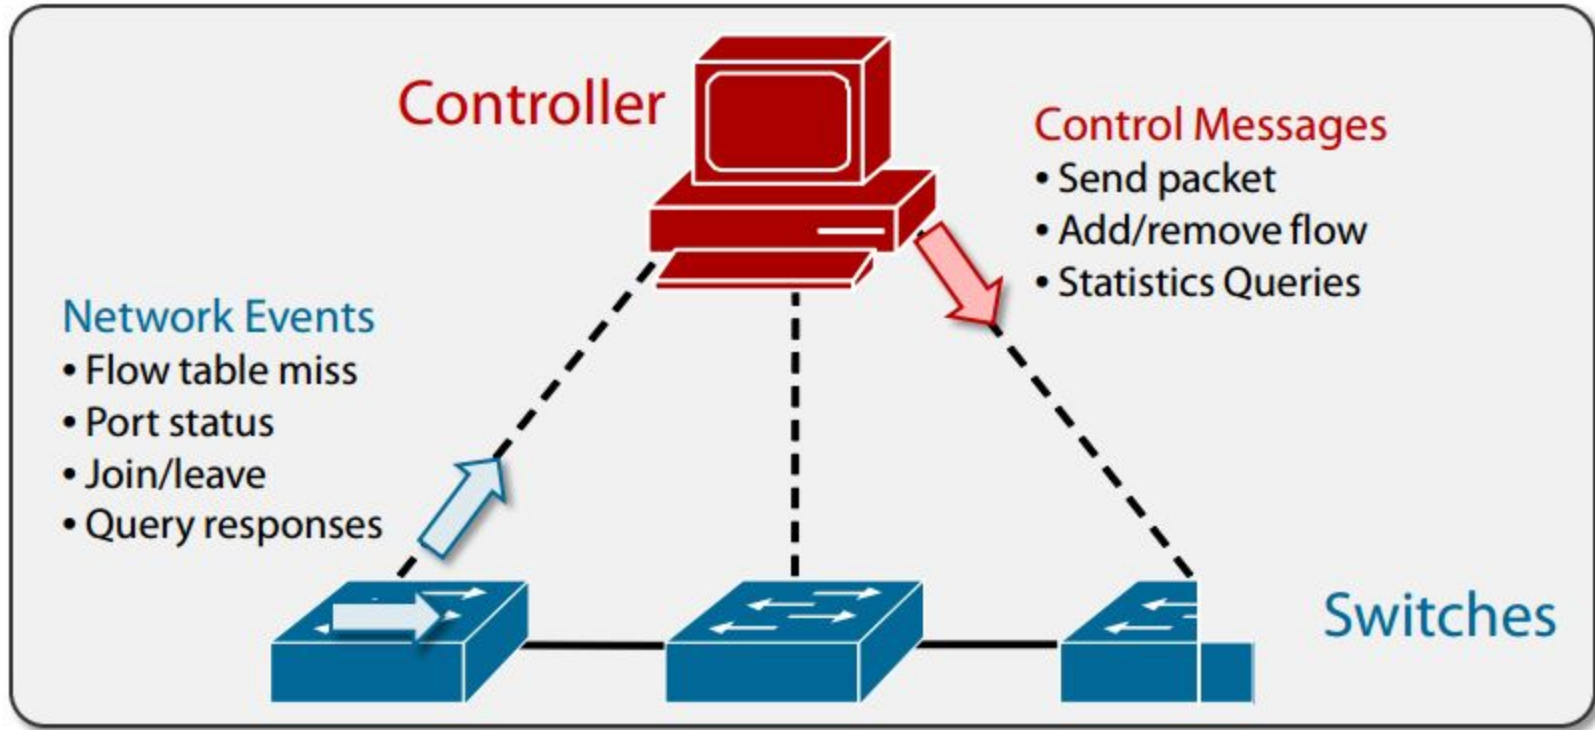 Controller
Control Messages
• Send packet
• Add/remove flow
• Statistics Queries
Network Events
• Flow table miss
• Port status
• Join/leave
• Query responses
Switches